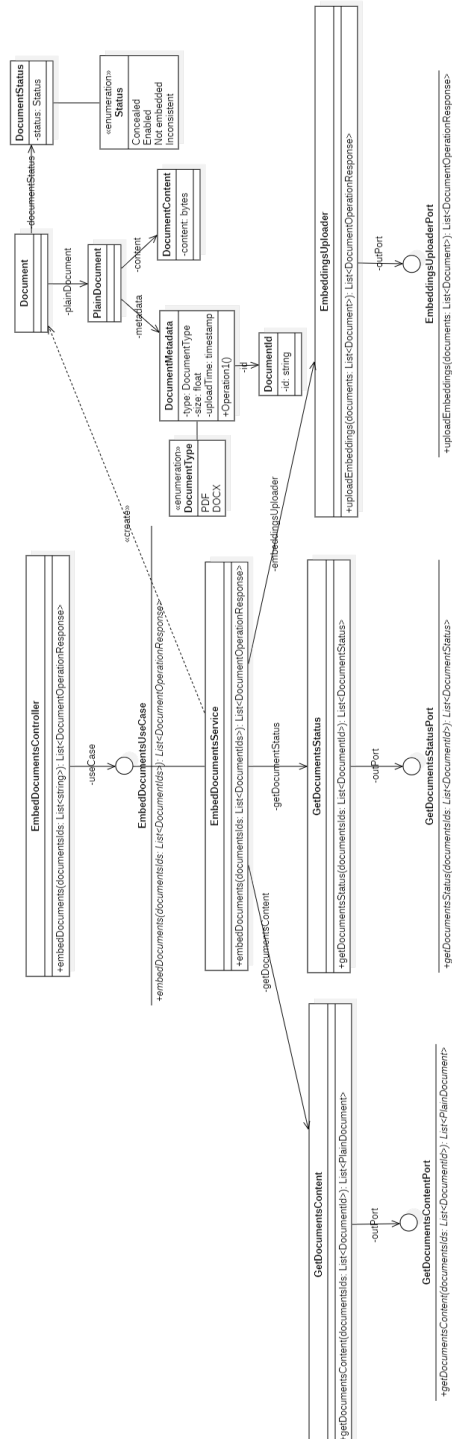 EmbedDocumentsController
+embedDocuments(documentsIds: List<string>): List<DocumentOperationResponse>
-useCase
EmbedDocumentsUseCase
+embedDocuments(documentsIds: List<DocumentIds>): List<DocumentOperationResponse>
«create»
EmbedDocumentsService
+embedDocuments(documentsIds: List<DocumentIds>): List<DocumentOperationResponse>
-getDocumentsContent
-getDocumentStatus
-embeddingsUploader
Document
-documentStatus
DocumentStatus
-status: Status
«enumeration»
Status
Concealed
Enabled
Not embedded
Inconsistent
-plainDocument
PlainDocument
-metadata
-content
DocumentContent
-content: bytes
DocumentMetadata
-type: DocumentType
-size: float
-uploadTime: timestamp
+Operation1()
«enumeration»
DocumentType
PDF
DOCX
-id
DocumentId
-id: string
GetDocumentsContent
+getDocumentsContent(documentsIds: List<DocumentId>): List<PlainDocument>
-outPort
GetDocumentsContentPort
+getDocumentsContent(documentsIds: List<DocumentId>): List<PlainDocument>
GetDocumentsStatus
+getDocumentsStatus(documentsIds: List<DocumentId>): List<DocumentStatus>
-outPort
GetDocumentsStatusPort
+getDocumentsStatus(documentsIds: List<DocumentId>): List<DocumentStatus>
EmbeddingsUploader
+uploadEmbeddings(documents: List<Document>): List<DocumentOperationResponse>
-outPort
EmbeddingsUploaderPort
+uploadEmbeddings(documents: List<Document>): List<DocumentOperationResponse>